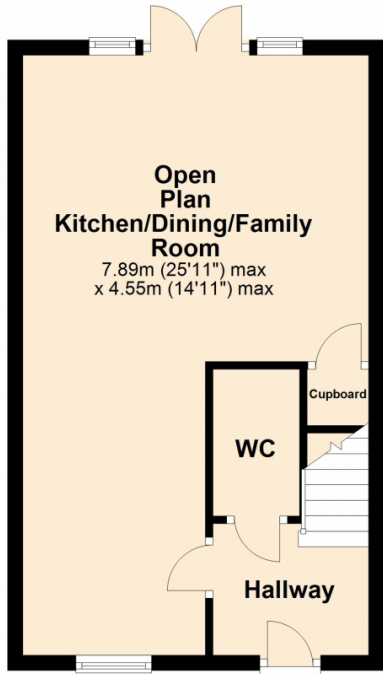 Open
Plan
Kitchen/Dining/Family
Room
7.89m (25'11") max
x 4.55m (14'11") max
Cupboard
WC
Hallway